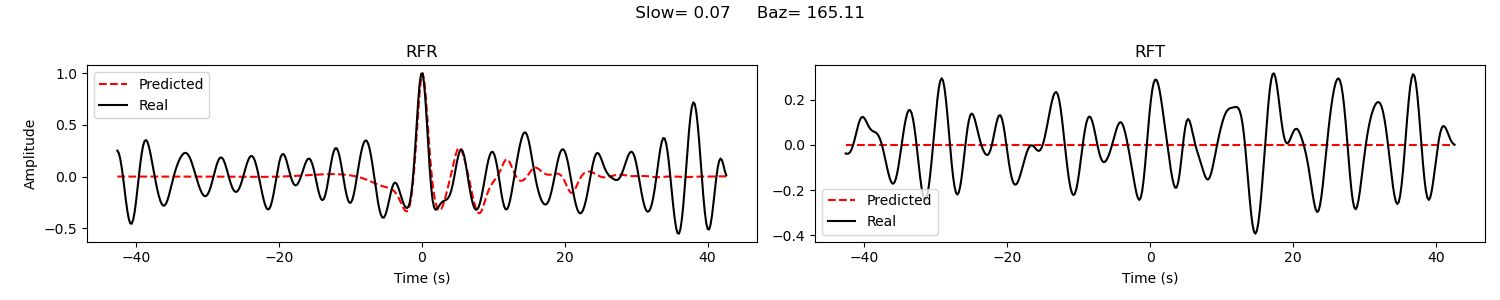 Slow= 0.07 Baz= 165.11
RFR
1.0
0.5
0.0
−0.5
Amplitude
Predicted
Real
−40 −20 0 20 40
Time (s)
RFT
0.2
0.0
−0.2
−0.4
Predicted
Real
−40 −20 0 20 40
Time (s)